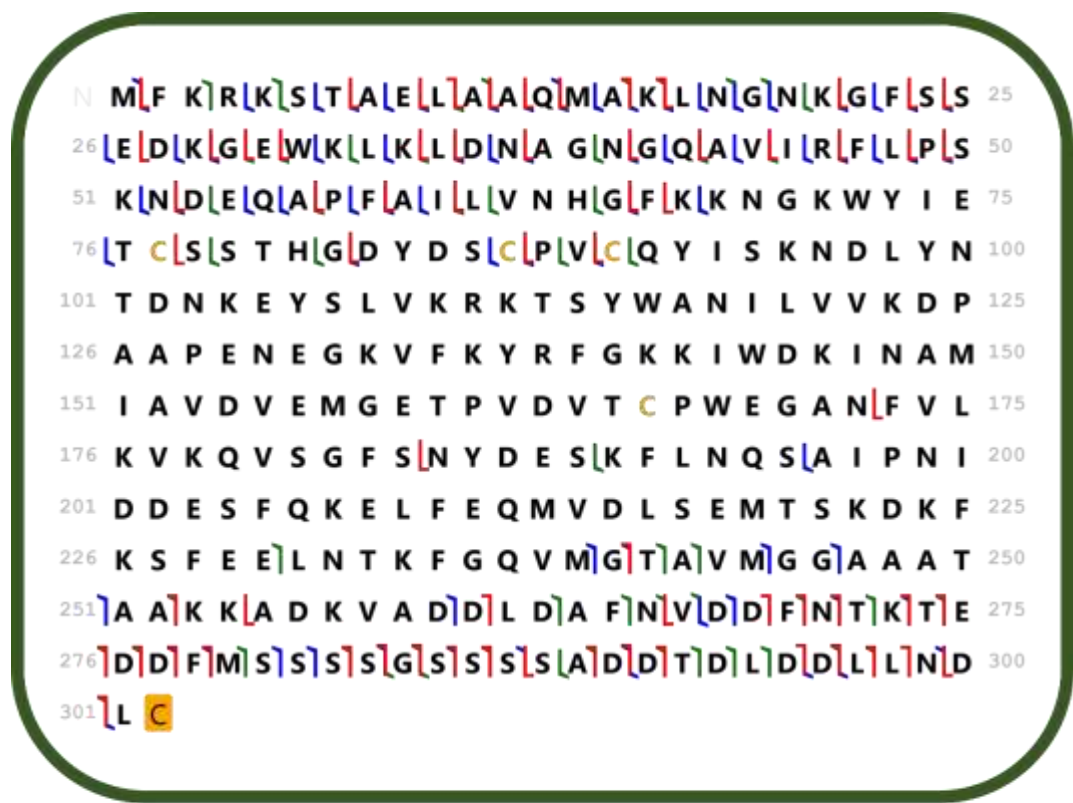 N M F K R K S T A E L A A Q M A K L N G N K G F S S 25
26 E D K G E W K L K L D N A G N G Q A V I R F L P S 50
51 K N D E Q A P F A I L V N H G F K K N G K W Y I E 75
76 T C S S T H G D Y D S C P V C Q Y I S K N D L Y N 100
101 T D N K E Y S L V K R K T S Y W A N I L V V K D P 125
126 A A P E N E G K V F K Y R F G K K I W D K I N A M 150
151 I A V D V E M G E T P V D V T C P W E G A N F V L 175
176 K V K Q V S G F S N Y D E S K F L N Q S A I P N I 200
201 D D E S F Q K E L F E Q M V D L S E M T S K D K F 225
226 K S F E E L N T K F G Q V M G T A V M G G A A A T 250
251 A A K K A D K V A D D L D A F N V D D F N T K T E 275
276 D D F M S S S S G S S S S A D D T D L D D L L N D 300
301 L C